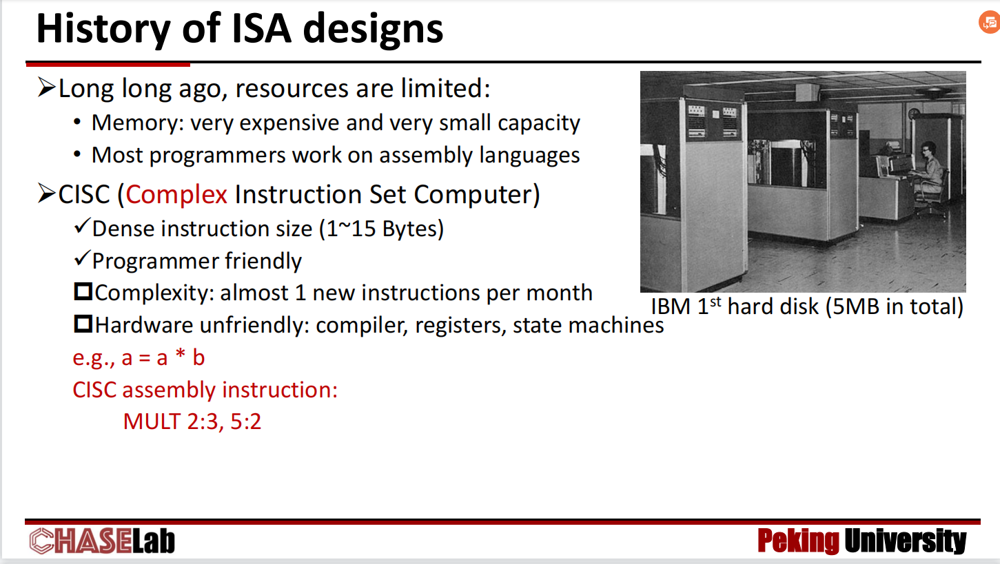 History of ISA designs
➢Long long ago, resources are limited:
• Memory: very expensive and very small capacity
• Most programmers work on assembly languages
➢CISC (Complex Instruction Set Computer)
✓Dense instruction size (1~15 Bytes)
✓Programmer friendly
❑Complexity: almost 1 new instructions per month
❑Hardware unfriendly: compiler, registers, state machines
e.g., a = a * b
CISC assembly instruction:
MULT 2:3, 5:2
IBM 1st hard disk (5MB in total)
CHASELab
Peking University